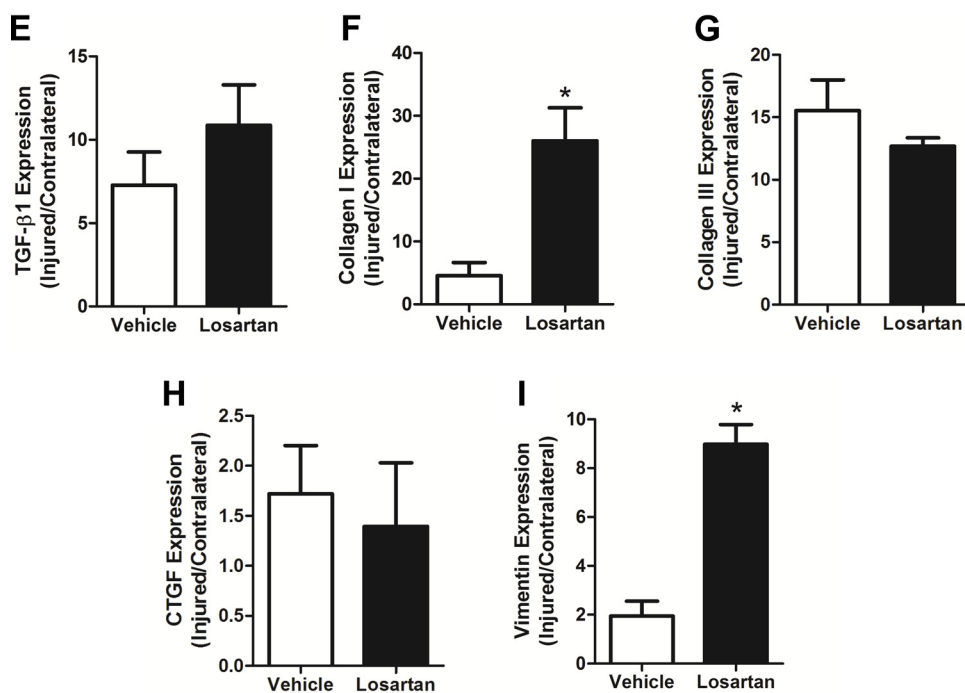 E
TGF-β1 Expression
(Injured/Contralateral)
15
10
5
0
Vehicle Losartan
F
Collagen I Expression
(Injured/Contralateral)
40
30
20
10
0
*
Vehicle Losartan
G
Collagen III Expression
(Injured/Contralateral)
20
15
10
5
0
Vehicle Losartan
H
CTGF Expression
(Injured/Contralateral)
2.5
2.0
1.5
1.0
0.5
0.0
Vehicle Losartan
I
Vimentin Expression
(Injured/Contralateral)
10
8
6
4
2
0
*
Vehicle Losartan